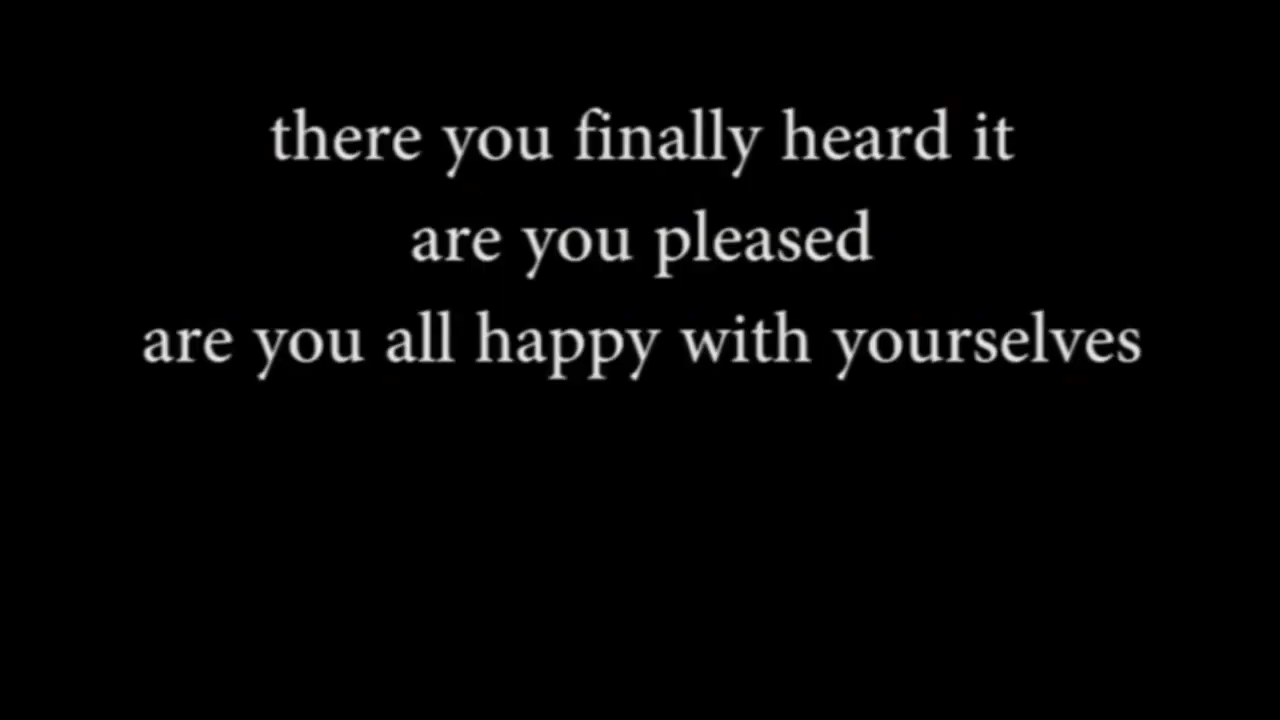 there you finally heard it
are you pleased
are you all happy with yourselves